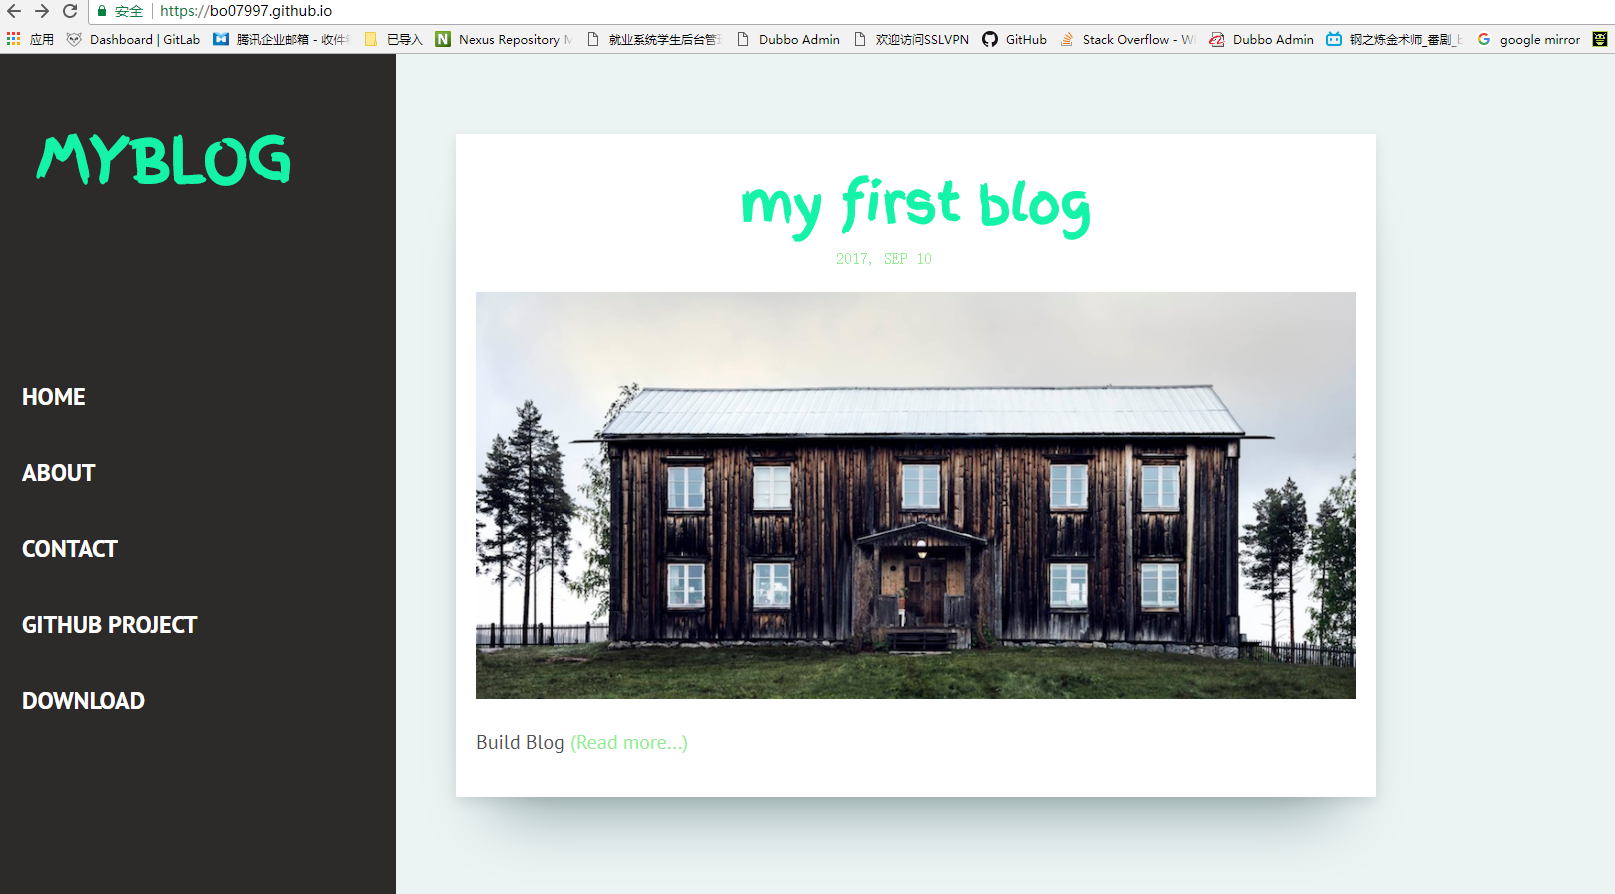 安全 https://bo07997.github.io
应用 Dashboard | GitLab 腾讯企业邮箱 - 收件 已导入 Nexus Repository 就业系统学生后台管 Dubbo Admin 欢迎访问SSLVPN GitHub Stack Overflow - W Dubbo Admin 钢之炼金术师_番剧_ google mirror
MYBLOG
HOME
ABOUT
CONTACT
GITHUB PROJECT
DOWNLOAD
my first blog
2017, SEP 10
Build Blog (Read more...)